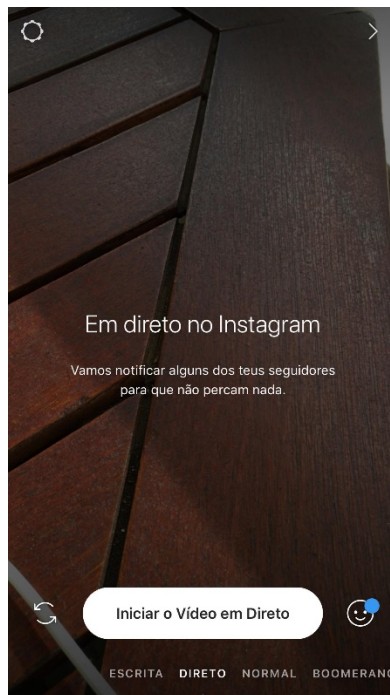 Em direto no Instagram
Vamos notificar alguns dos teus seguidores
para que não percam nada.
Iniciar o Vídeo em Direto
ESCRITA DIRETO NORMAL BOOMERANG